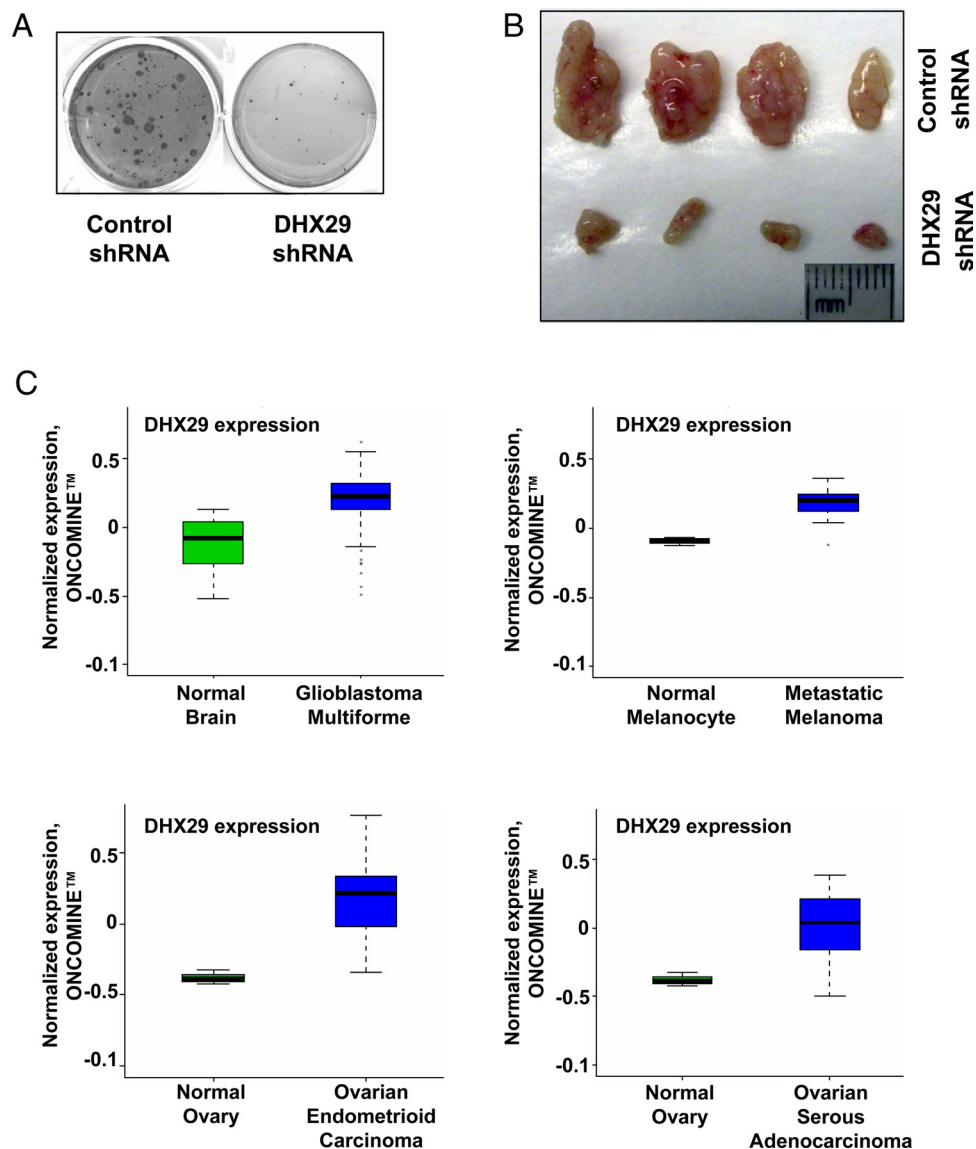 A
Control
shRNA
DHX29
shRNA
B
Control
shRNA
DHX29
shRNA
mm
C
DHX29 expression
Normalized expression,
ONCOMINE™
0.5
0
-0.5
-0.1
Normal
Brain
Glioblastoma
Multiforme
DHX29 expression
Normalized expression,
ONCOMINE™
0.5
0
-0.5
-0.1
Normal
Melanocyte
Metastatic
Melanoma
DHX29 expression
Normalized expression,
ONCOMINE™
0.5
0
-0.5
-0.1
Normal
Ovary
Ovarian
Endometrioid
Carcinoma
DHX29 expression
Normalized expression,
ONCOMINE™
0.5
0
-0.5
-0.1
Normal
Ovary
Ovarian
Serous
Adenocarcinoma